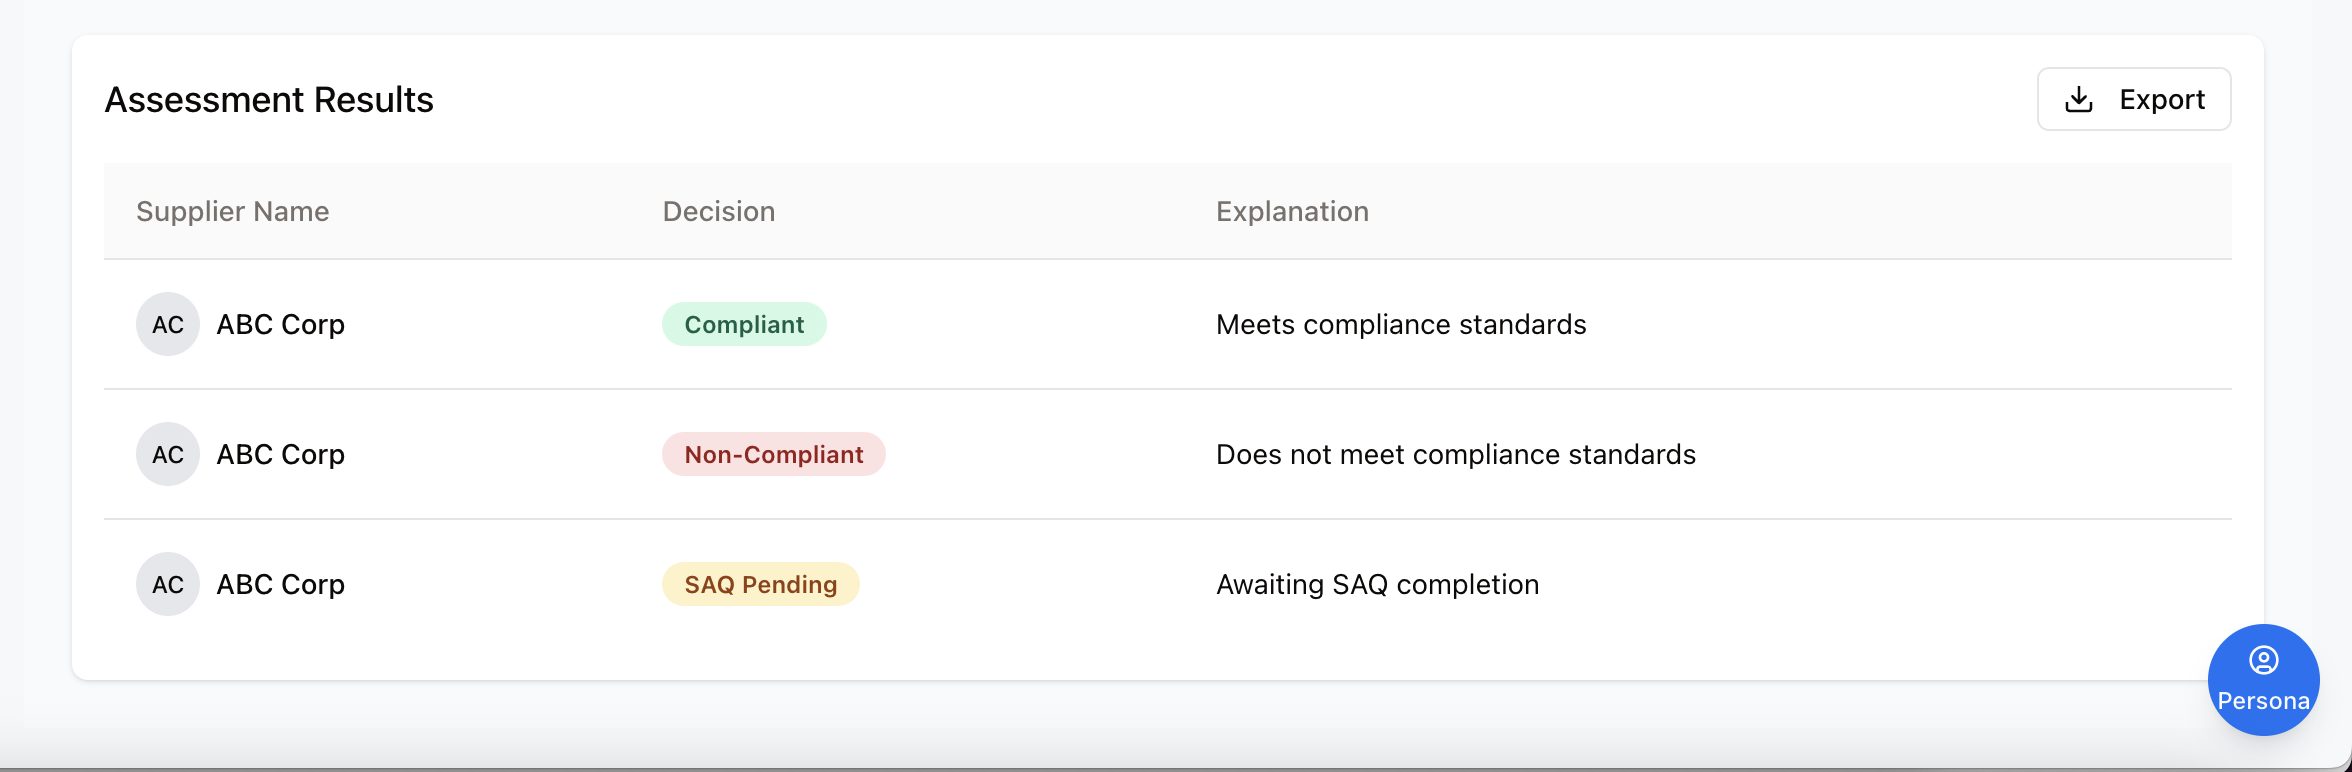 Assessment Results
Export
Supplier Name Decision Explanation
AC ABC Corp Compliant Meets compliance standards
AC ABC Corp Non-Compliant Does not meet compliance standards
AC ABC Corp SAQ Pending Awaiting SAQ completion
Persona